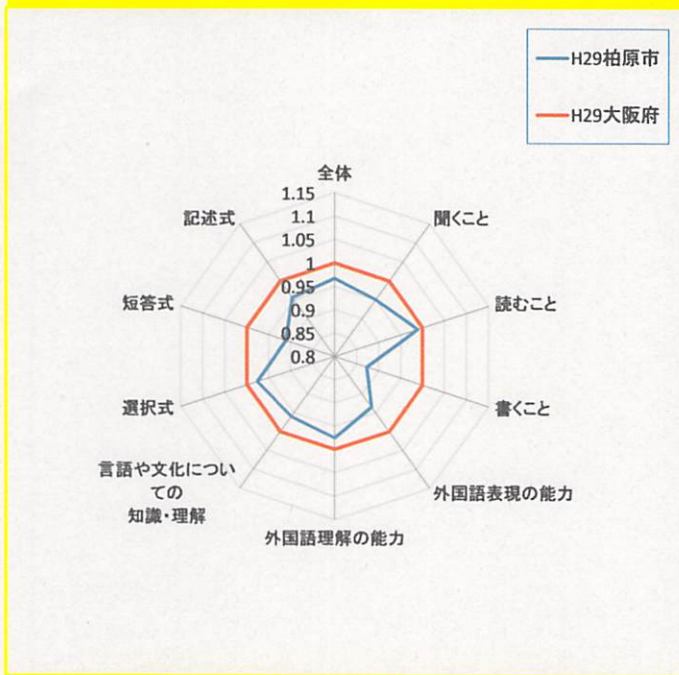 H29柏原市
H29大阪府
全体
1.15
1.1
1.05
1
0.95
0.9
0.85
0.8
聞くこと
読むこと
書くこと
外国語表現の能力
外国語理解の能力
言語や文化につい
ての
知識・理解
選択式
短答式
記述式